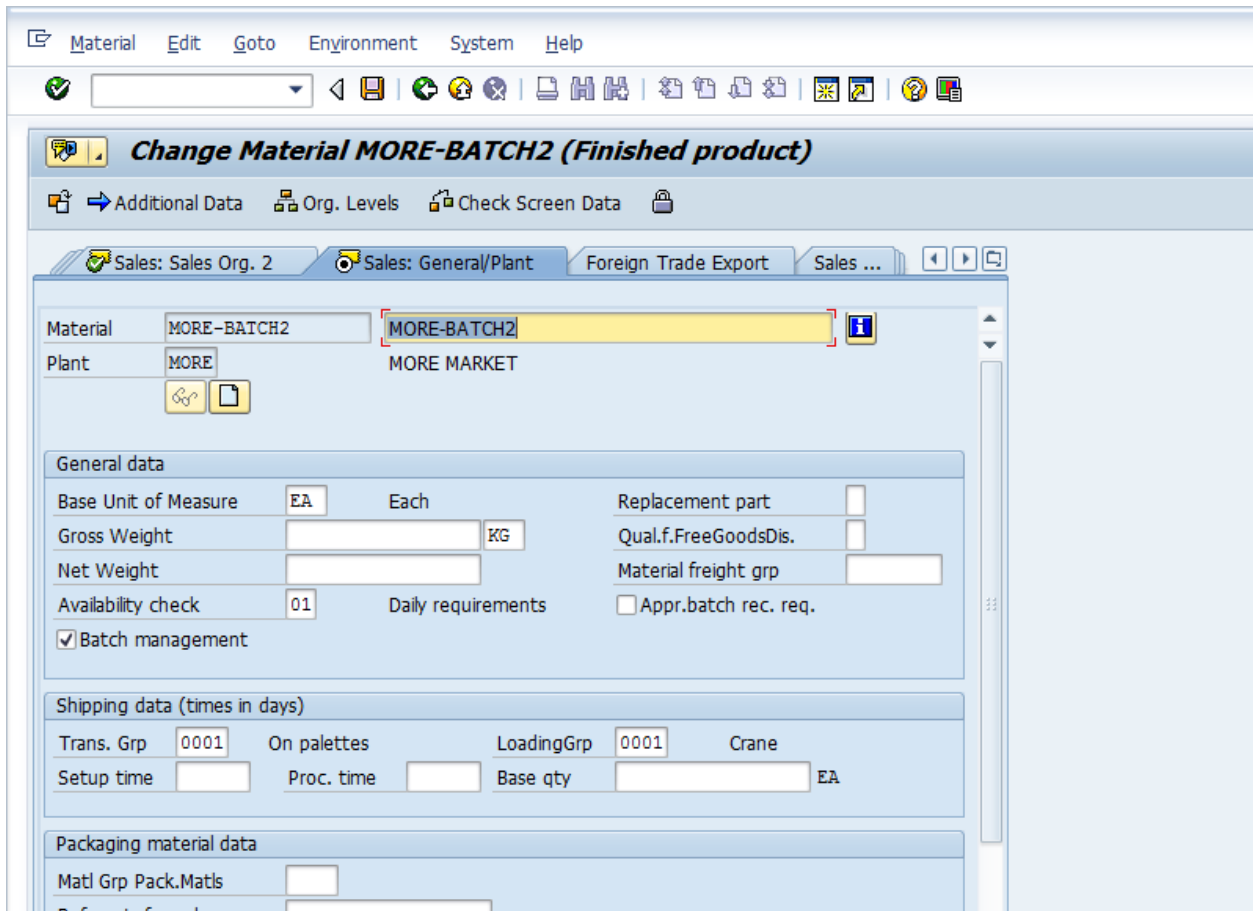 Material Edit Goto Environment System Help
Change Material MORE-BATCH2 (Finished product)
Additional Data Org. Levels Check Screen Data
Sales: Sales Org. 2 Sales: General/Plant Foreign Trade Export Sales ...
Material MORE-BATCH2 MORE-BATCH2
Plant MORE MORE MARKET
General data
Base Unit of Measure EA Each Replacement part
Gross Weight KG Qual.f.FreeGoodsDis.
Net Weight Material freight grp
Availability check 01 Daily requirements Appr.batch rec. req.
Batch management
Shipping data (times in days)
Trans. Grp 0001 On palettes LoadingGrp 0001 Crane
Setup time Proc. time Base qty EA
Packaging material data
Matl Grp Pack.Matls